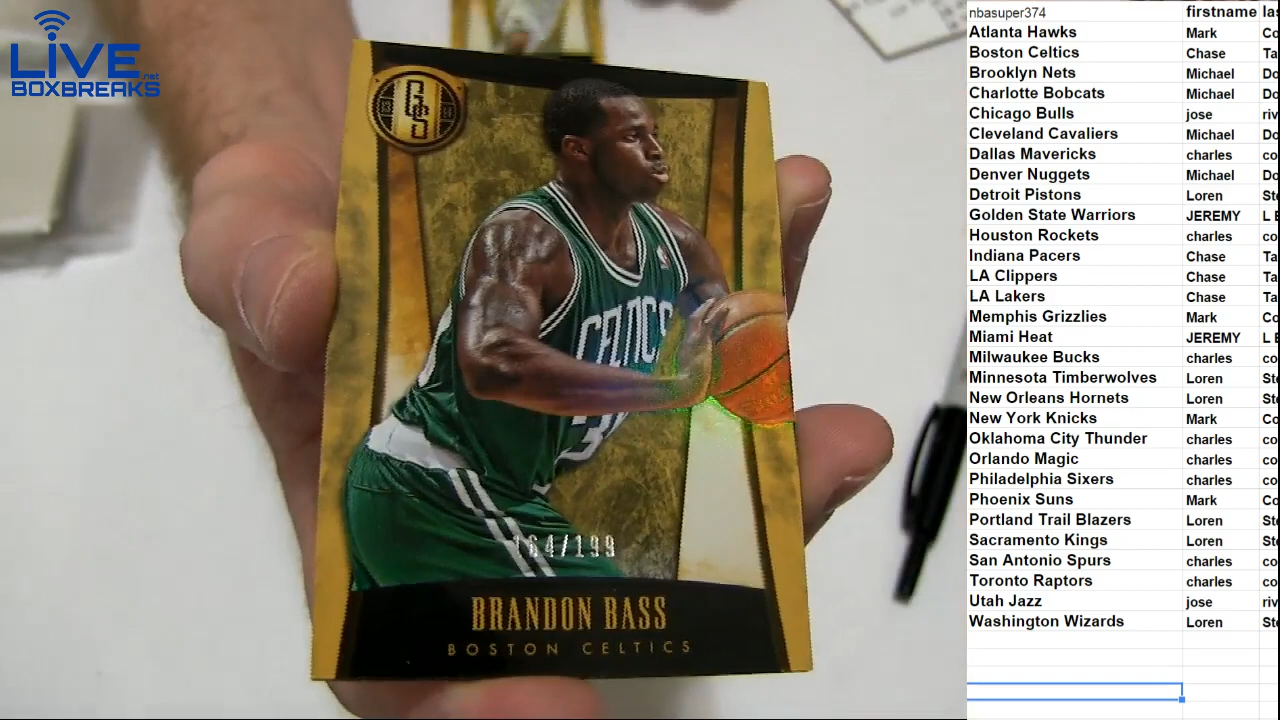 LIVE.net
BOXBREAKS
GS
CELTICS
164/199
BRANDON BASS
BOSTON CELTICS
nbasuper374 firstname
Atlanta Hawks Mark
Boston Celtics Chase
Brooklyn Nets Michael
Charlotte Bobcats Michael
Chicago Bulls jose
Cleveland Cavaliers Michael
Dallas Mavericks charles
Denver Nuggets Michael
Detroit Pistons Loren
Golden State Warriors JEREMY
Houston Rockets charles
Indiana Pacers Chase
LA Clippers Chase
LA Lakers Chase
Memphis Grizzlies Mark
Miami Heat JEREMY
Milwaukee Bucks charles
Minnesota Timberwolves Loren
New Orleans Hornets Loren
New York Knicks Mark
Oklahoma City Thunder charles
Orlando Magic charles
Philadelphia Sixers charles
Phoenix Suns Mark
Portland Trail Blazers Loren
Sacramento Kings Loren
San Antonio Spurs charles
Toronto Raptors charles
Utah Jazz jose
Washington Wizards Loren